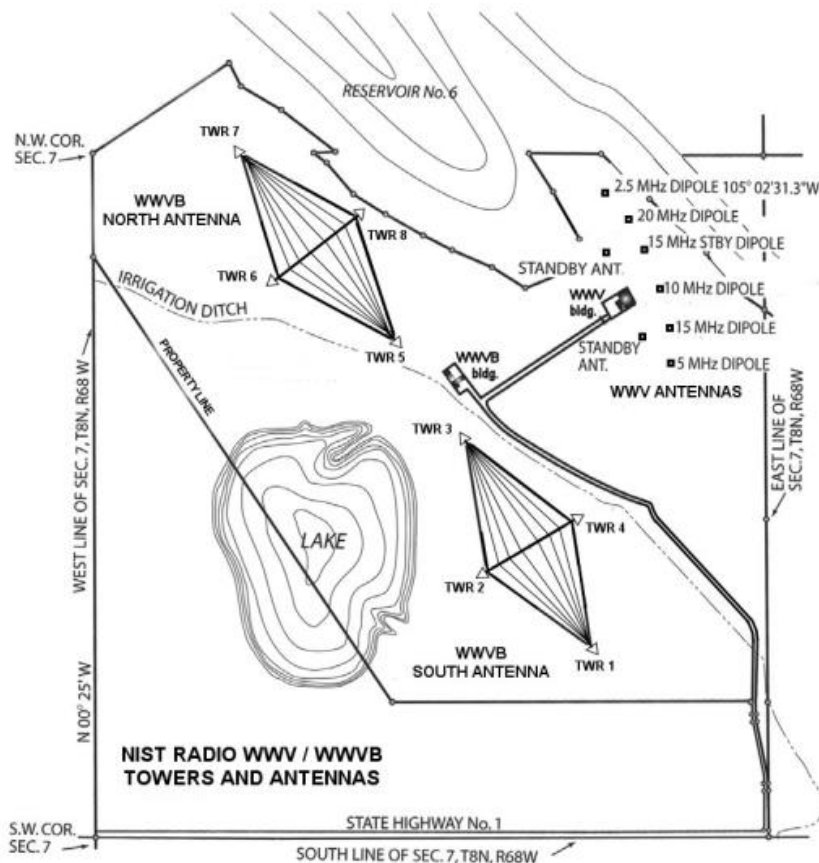 RESERVOIR No. 6
TWR 7
N.W. COR.
SEC. 7
2.5 MHz DIPOLE 105° 02'31.3"W
WWVB
NORTH ANTENNA
20 MHz DIPOLE
TWR 8
15 MHz STBY DIPOLE
STANDBY ANT.
TWR 6
IRRIGATION DITCH
WWV
bldg.
10 MHz DIPOLE
15 MHz DIPOLE
STANDBY
ANT.
TWR 5
WWVB
bldg.
5 MHz DIPOLE
PROPERTY LINE
WWV ANTENNAS
WEST LINE OF SEC. 7, T8N, R68 W
EAST LINE OF
SEC.7, T8N, R68W
TWR 3
TWR 4
LAKE
TWR 2
WWVB
SOUTH ANTENNA
TWR 1
N 00° 25' W
NIST RADIO WWV / WWVB
TOWERS AND ANTENNAS
STATE HIGHWAY No. 1
S.W. COR.
SEC. 7
SOUTH LINE OF SEC. 7, T8N, R68W